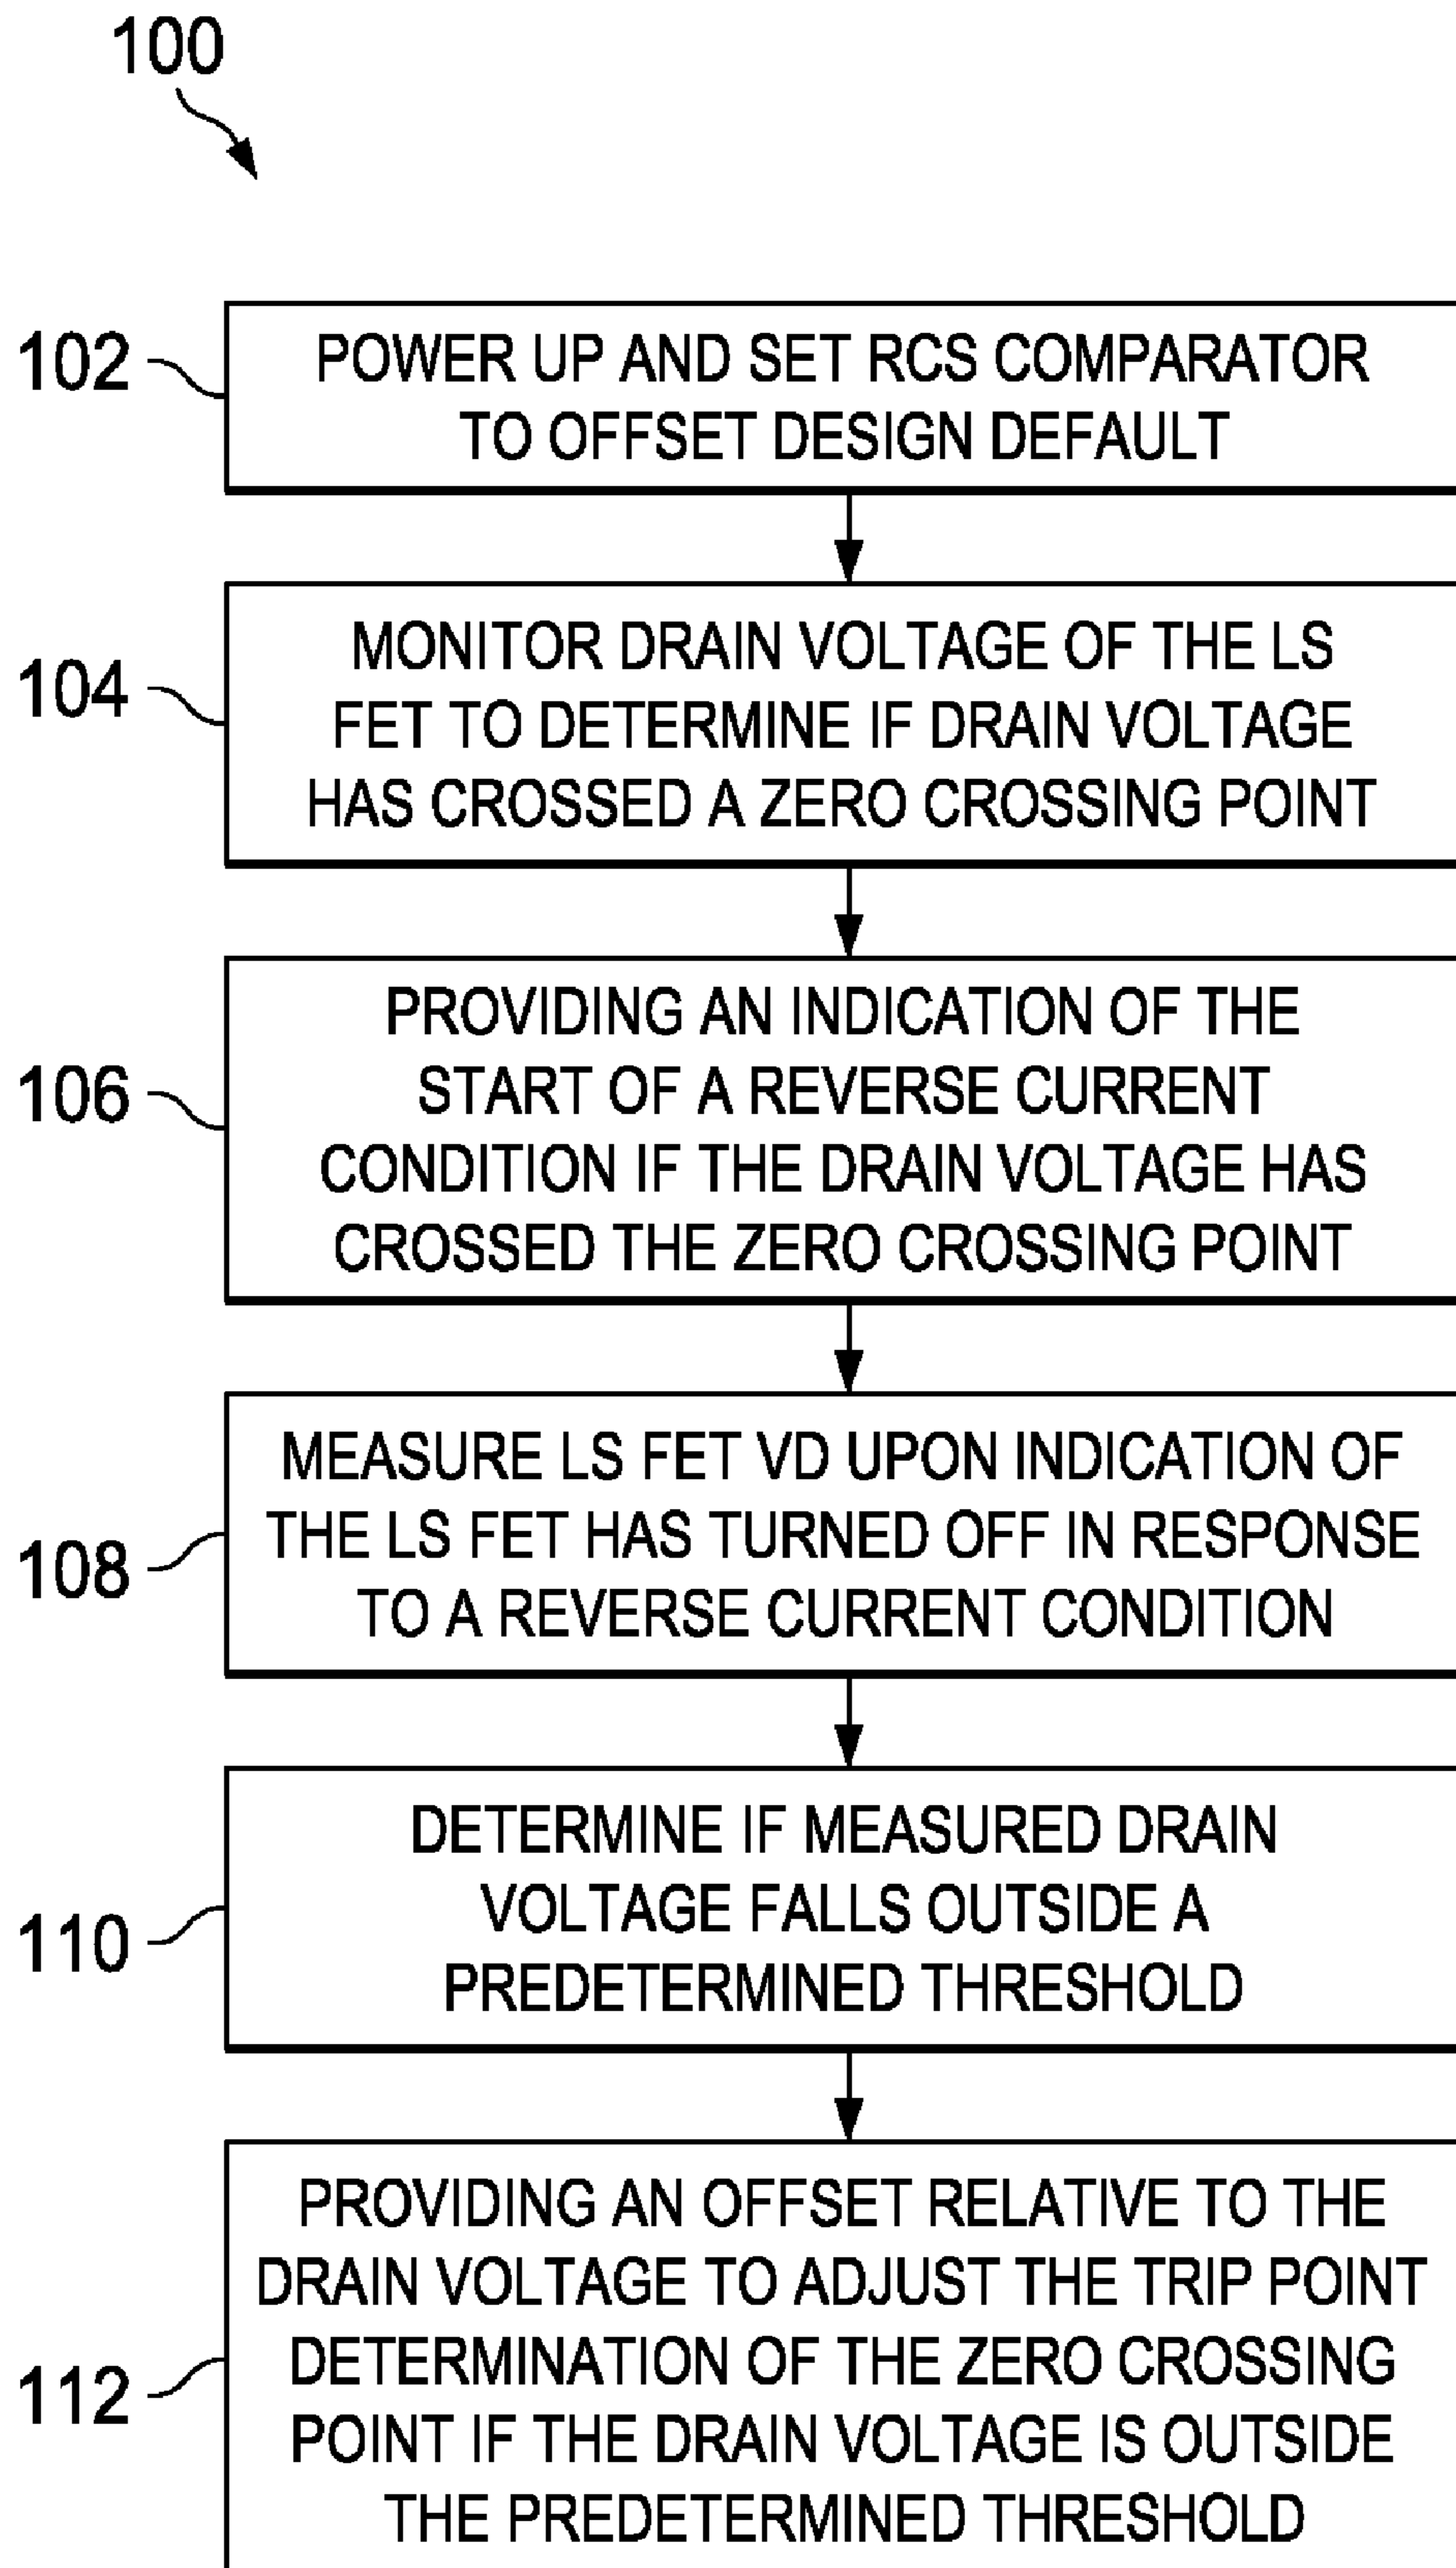 100
102
POWER UP AND SET RCS COMPARATOR
TO OFFSET DESIGN DEFAULT
104
MONITOR DRAIN VOLTAGE OF THE LS
FET TO DETERMINE IF DRAIN VOLTAGE
HAS CROSSED A ZERO CROSSING POINT
106
PROVIDING AN INDICATION OF THE
START OF A REVERSE CURRENT
CONDITION IF THE DRAIN VOLTAGE HAS
CROSSED THE ZERO CROSSING POINT
108
MEASURE LS FET VD UPON INDICATION OF
THE LS FET HAS TURNED OFF IN RESPONSE
TO A REVERSE CURRENT CONDITION
110
DETERMINE IF MEASURED DRAIN
VOLTAGE FALLS OUTSIDE A
PREDETERMINED THRESHOLD
112
PROVIDING AN OFFSET RELATIVE TO THE
DRAIN VOLTAGE TO ADJUST THE TRIP POINT
DETERMINATION OF THE ZERO CROSSING
POINT IF THE DRAIN VOLTAGE IS OUTSIDE
THE PREDETERMINED THRESHOLD